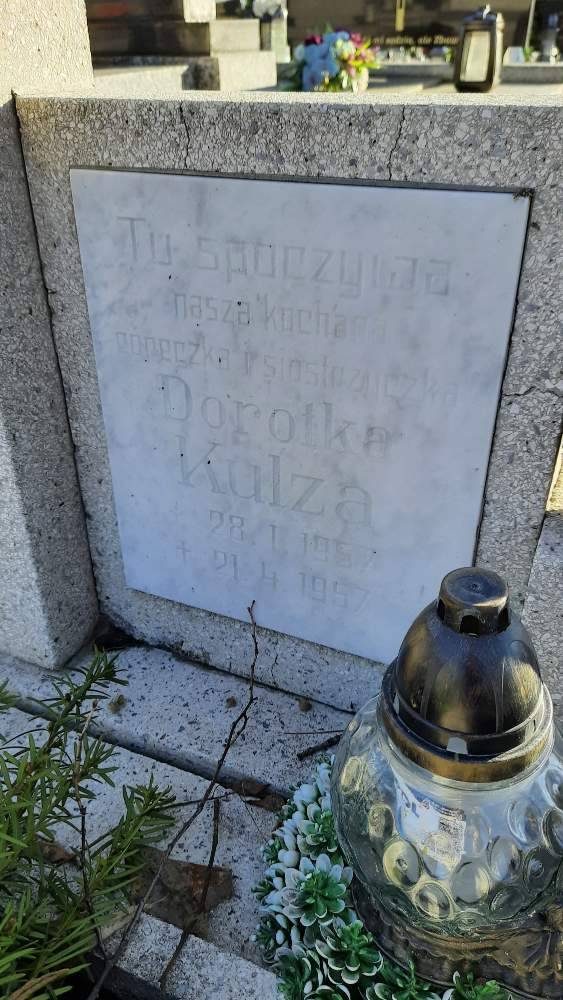 Tu spoczywa
nasza kochana
córeczka i siostrzyczka
Dorotka
Kulza
* 28. 1. 1957
+ 21. 4. 1957